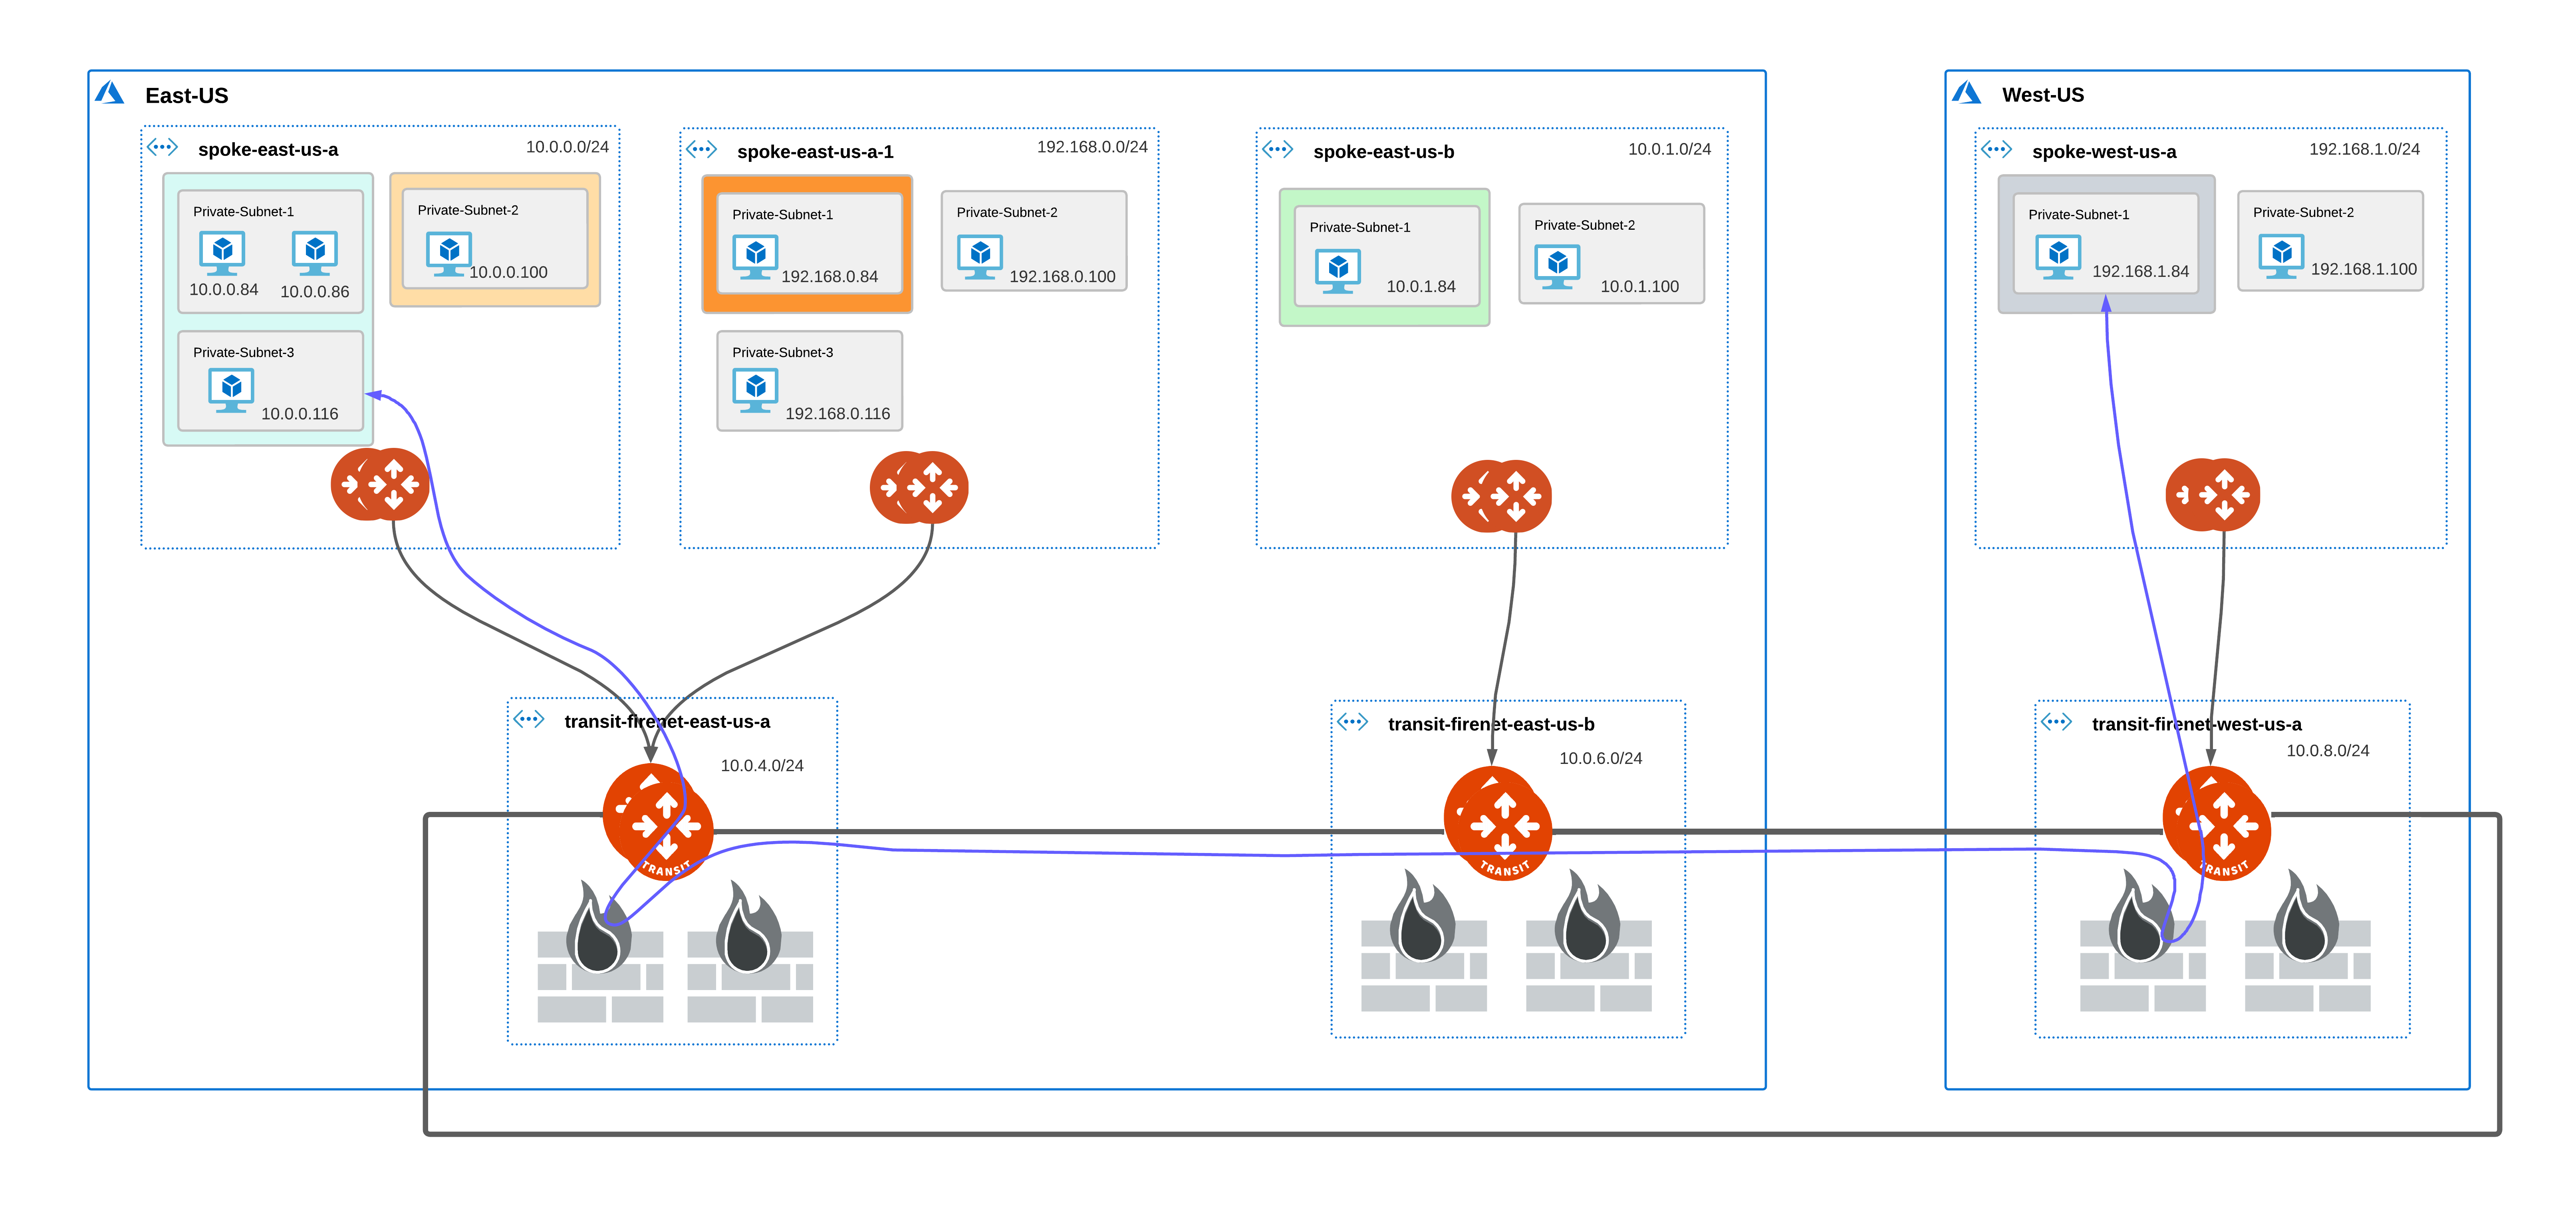 East-US
spoke-east-us-a
10.0.0.0/24
Private-Subnet-1
10.0.0.84
10.0.0.86
Private-Subnet-2
10.0.0.100
Private-Subnet-3
10.0.0.116
spoke-east-us-a-1
192.168.0.0/24
Private-Subnet-1
192.168.0.84
Private-Subnet-2
192.168.0.100
Private-Subnet-3
192.168.0.116
spoke-east-us-b
10.0.1.0/24
Private-Subnet-1
10.0.1.84
Private-Subnet-2
10.0.1.100
West-US
spoke-west-us-a
192.168.1.0/24
Private-Subnet-1
192.168.1.84
Private-Subnet-2
192.168.1.100
transit-firenet-east-us-a
10.0.4.0/24
TRANSIT
transit-firenet-east-us-b
10.0.6.0/24
TRANSIT
transit-firenet-west-us-a
10.0.8.0/24
TRANSIT